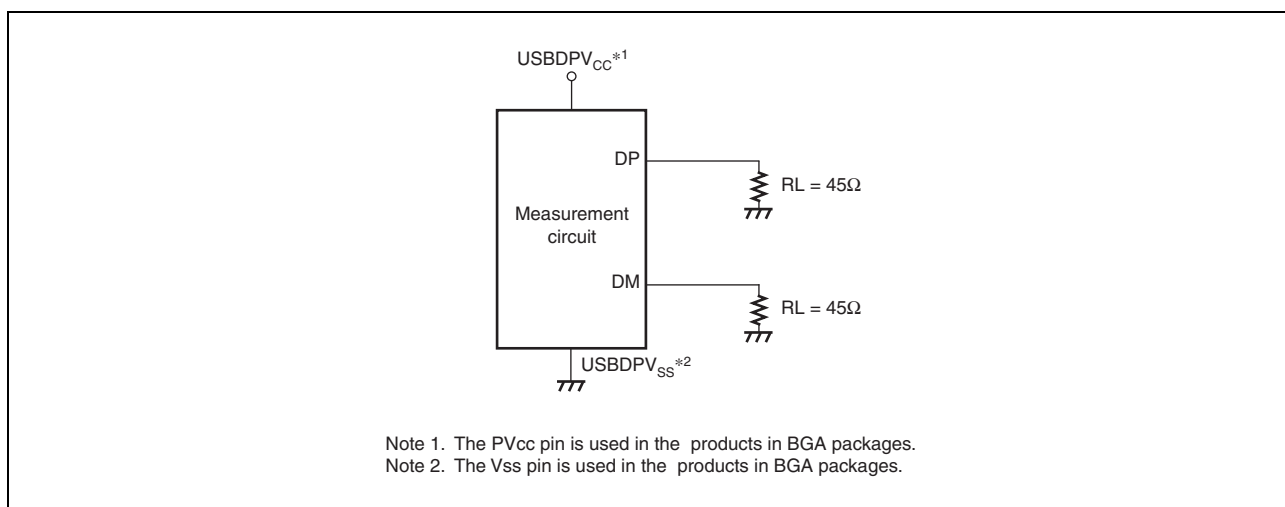 USBDPVCC*1
DP
RL = 45Ω
Measurement
circuit
DM
RL = 45Ω
USBDPVSS*2
Note 1. The PVcc pin is used in the products in BGA packages.
Note 2. The Vss pin is used in the products in BGA packages.